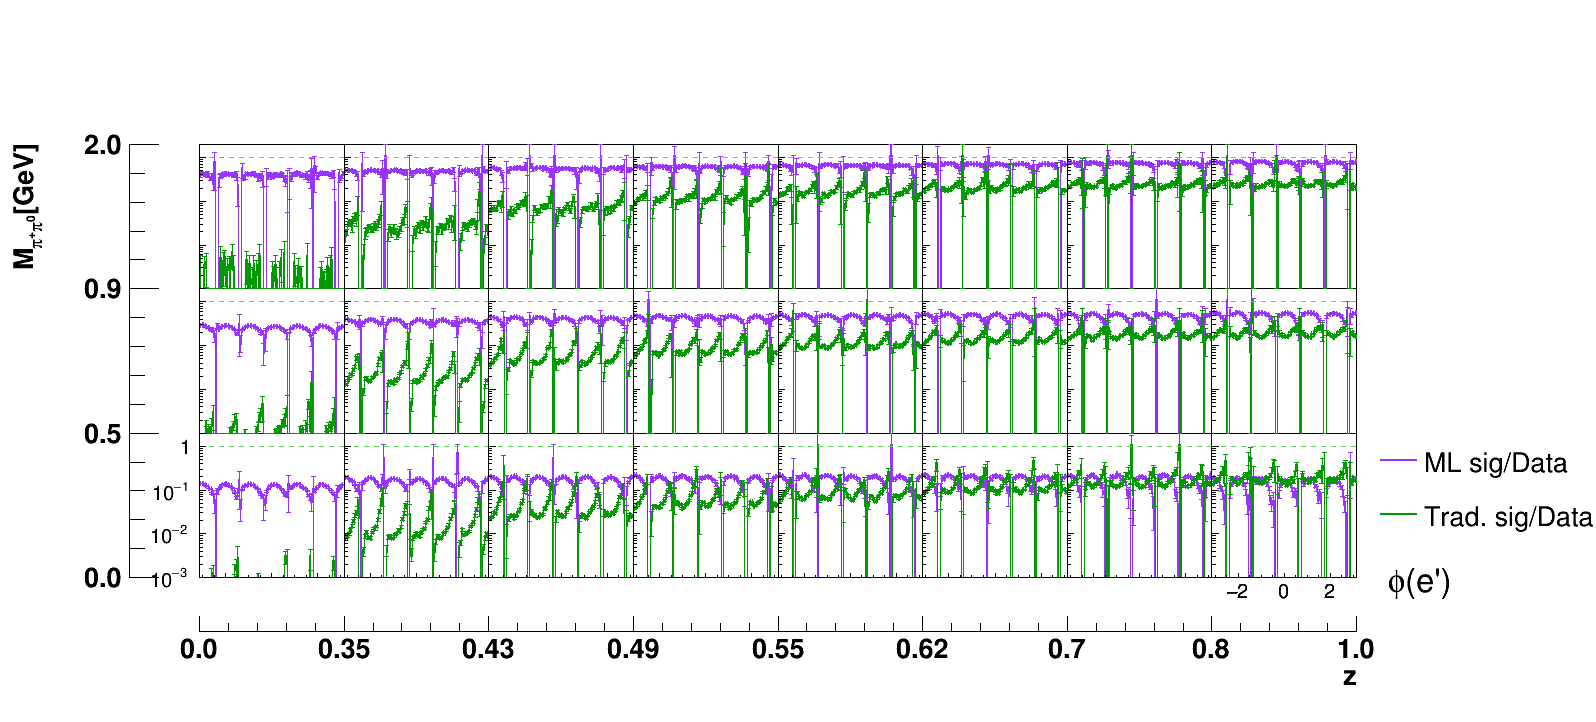 M π⁺π⁰ [GeV]
2.0
0.9
0.5
0.0
1
10⁻¹
10⁻²
10⁻³
ML sig/Data
Trad. sig/Data
−2 0 2
ϕ(e')
0.0 0.35 0.43 0.49 0.55 0.62 0.7 0.8 1.0
z